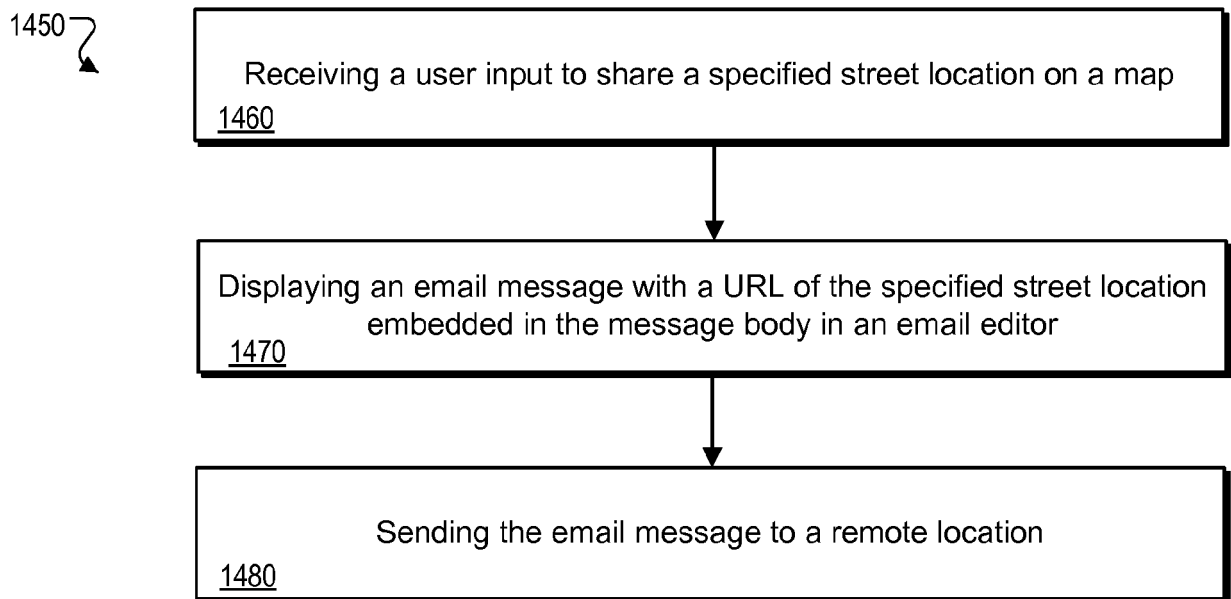 1450
Receiving a user input to share a specified street location on a map
1460
Displaying an email message with a URL of the specified street location
embedded in the message body in an email editor
1470
Sending the email message to a remote location
1480